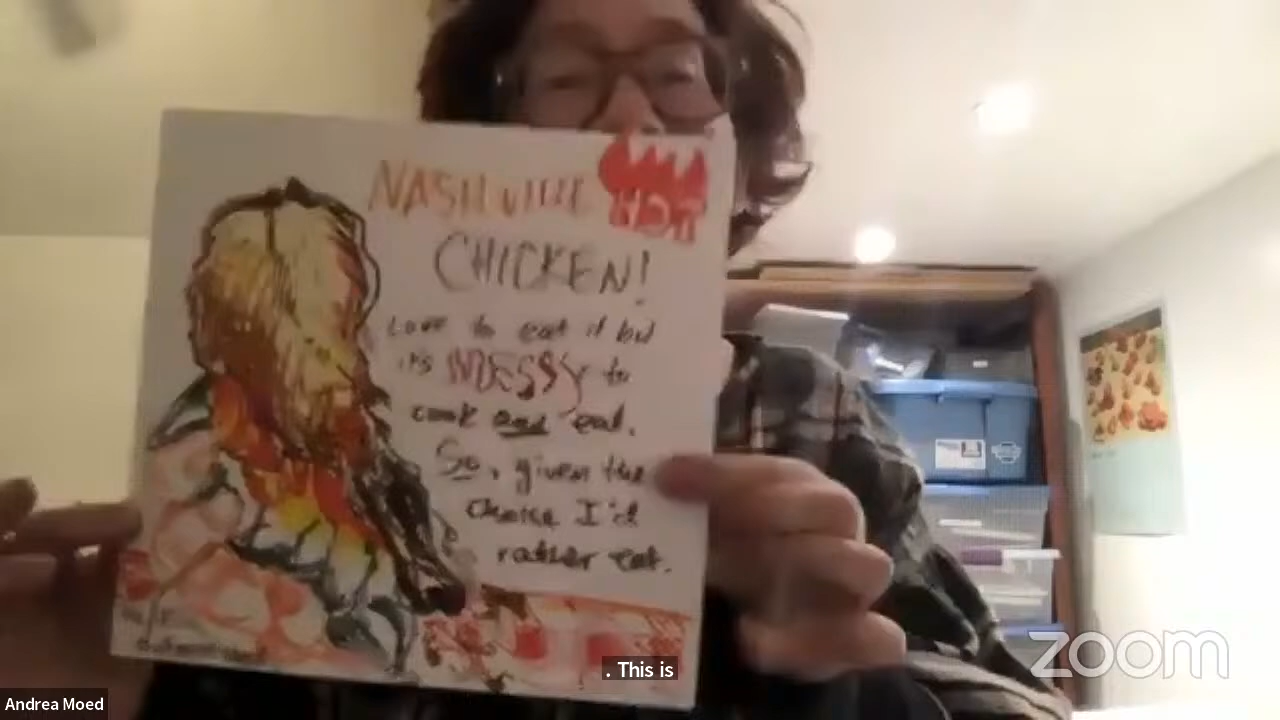 NASHVILLE HOT
CHICKEN!
Love to eat it but
it's MESSY to
cook and eat.
So, given the
choice I'd
rather eat.
. This is
zoom
Andrea Moed